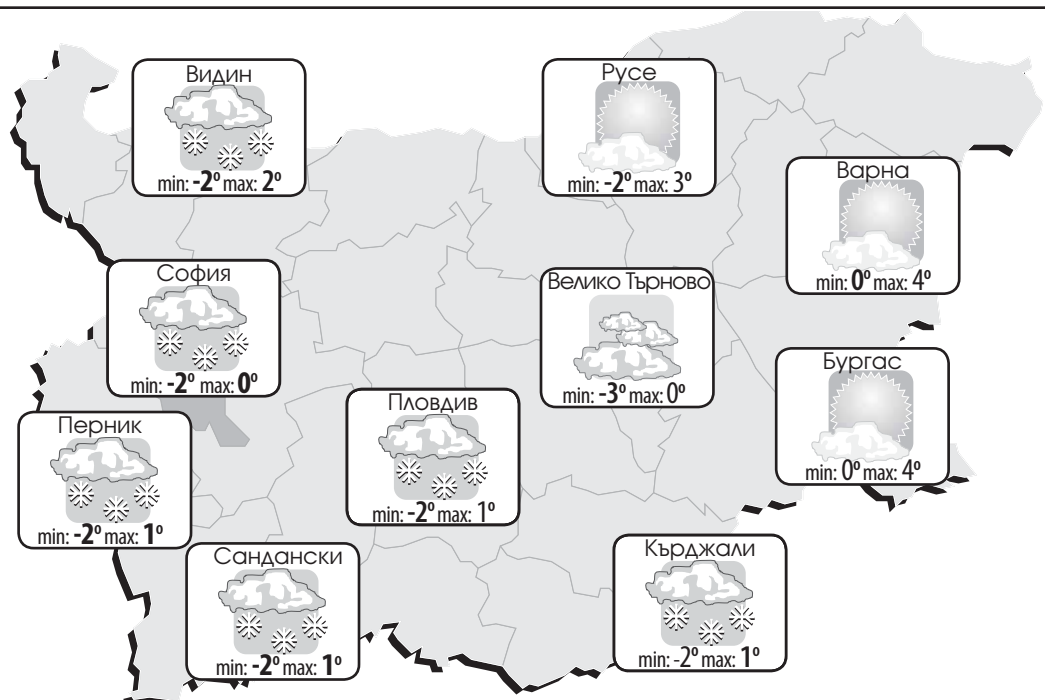 Видин
min: -2° max: 2°
Русе
min: -2° max: 3°
Варна
min: 0° max: 4°
София
min: -2° max: 0°
Велико Търново
min: -3° max: 0°
Бургас
min: 0° max: 4°
Пловдив
min: -2° max: 1°
Перник
min: -2° max: 1°
Сандански
min: -2° max: 1°
Кърджали
min: -2° max: 1°